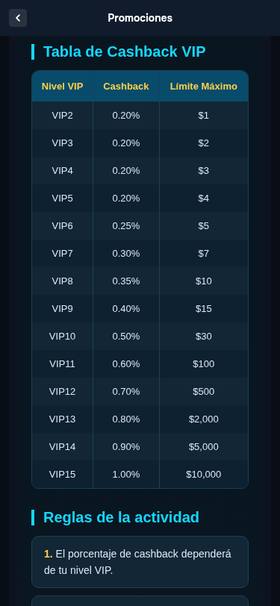 Promociones
Tabla de Cashback VIP
Nivel VIP Cashback Límite Máximo
VIP2 0.20% $1
VIP3 0.20% $2
VIP4 0.20% $3
VIP5 0.20% $4
VIP6 0.25% $5
VIP7 0.30% $7
VIP8 0.35% $10
VIP9 0.40% $15
VIP10 0.50% $30
VIP11 0.60% $100
VIP12 0.70% $500
VIP13 0.80% $2,000
VIP14 0.90% $5,000
VIP15 1.00% $10,000
Reglas de la actividad
1. El porcentaje de cashback dependerá
de tu nivel VIP.